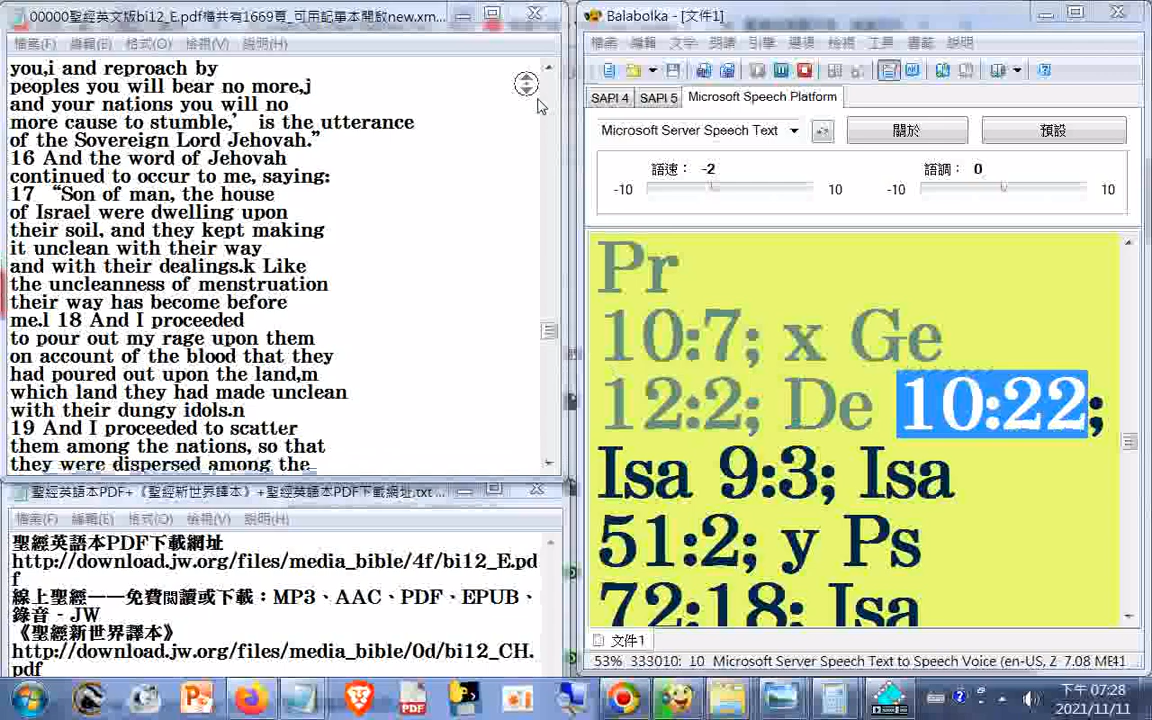 00000聖經英文版bi12_E.pdf檔共有1669頁_可用記事本開啟new.xm...
檔案(F) 編輯(E) 格式(O) 檢視(V) 說明(H)
you,i and reproach by
peoples you will bear no more,j
and your nations you will no
more cause to stumble,’ is the utterance
of the Sovereign Lord Jehovah.”
16 And the word of Jehovah
continued to occur to me, saying:
17 “Son of man, the house
of Israel were dwelling upon
their soil, and they kept making
it unclean with their way
and with their dealings.k Like
the uncleanness of menstruation
their way has become before
me.l 18 And I proceeded
to pour out my rage upon them
on account of the blood that they
had poured out upon the land,m
which land they had made unclean
with their dungy idols.n
19 And I proceeded to scatter
them among the nations, so that
they were dispersed among the
聖經英語本PDF+《聖經新世界譯本》+聖經英語本PDF下載網址.txt ...
檔案(F) 編輯(E) 格式(O) 檢視(V) 說明(H)
聖經英語本PDF下載網址
http://download.jw.org/files/media_bible/4f/bi12_E.pd
f
線上聖經——免費閱讀或下載：MP3、AAC、PDF、EPUB、
錄音 - JW
《聖經新世界譯本》
http://download.jw.org/files/media_bible/0d/bi12_CH.
pdf
Balabolka - [文件1]
檔案 編輯 文字 朗讀 引擎 選項 檢視 工具 書籤 說明
SAPI 4 SAPI 5 Microsoft Speech Platform
Microsoft Server Speech Text 關於 預設
語速： -2 語調： 0
-10 10 -10 10
Pr
10:7; x Ge
12:2; De 10:22;
Isa 9:3; Isa
51:2; y Ps
72:18; Isa
文件1
53% 333010: 10 Microsoft Server Speech Text to Speech Voice (en-US, Z 7.08 ME41
下午 07:28
2021/11/11